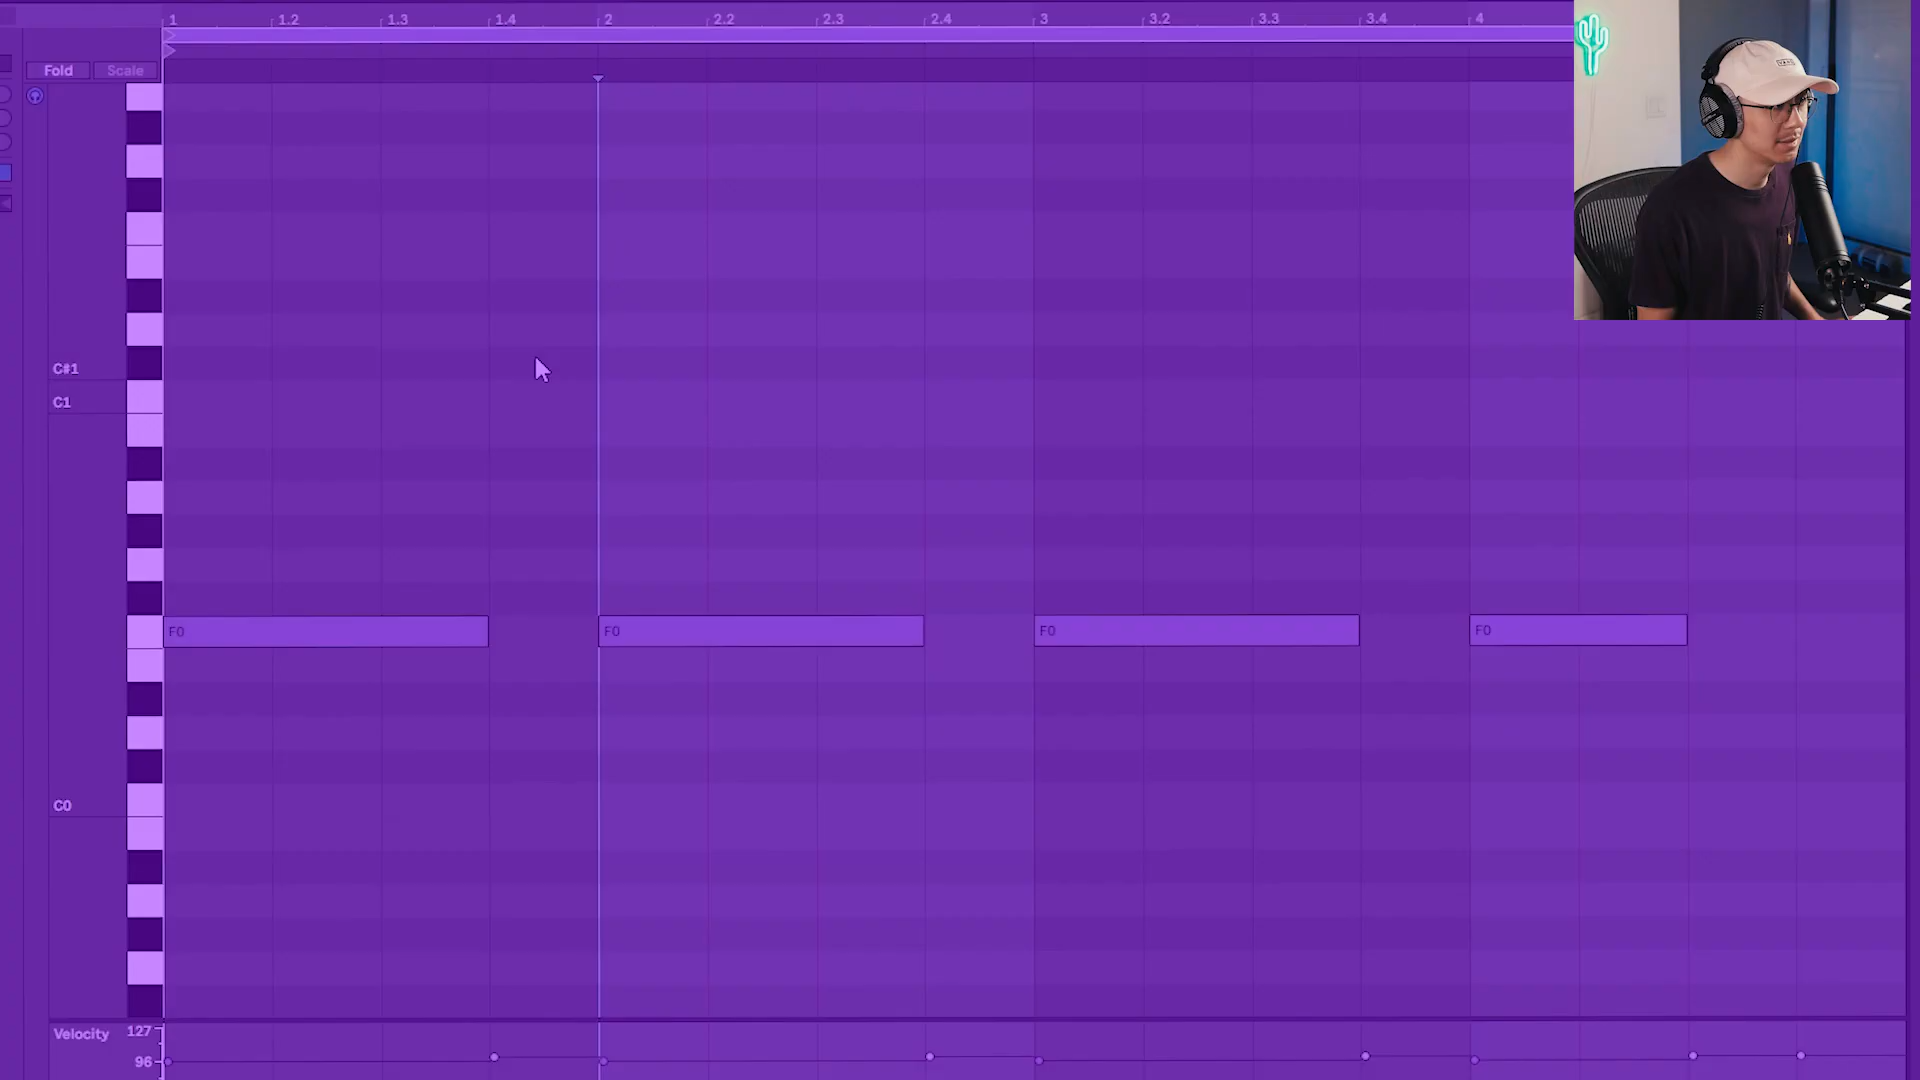 1 1.2 1.3 1.4 2 2.2 2.3 2.4 3 3.2 3.3 3.4 4
Fold Scale
C#1
C1
F0 F0 F0 F0
C0
Velocity 127
96